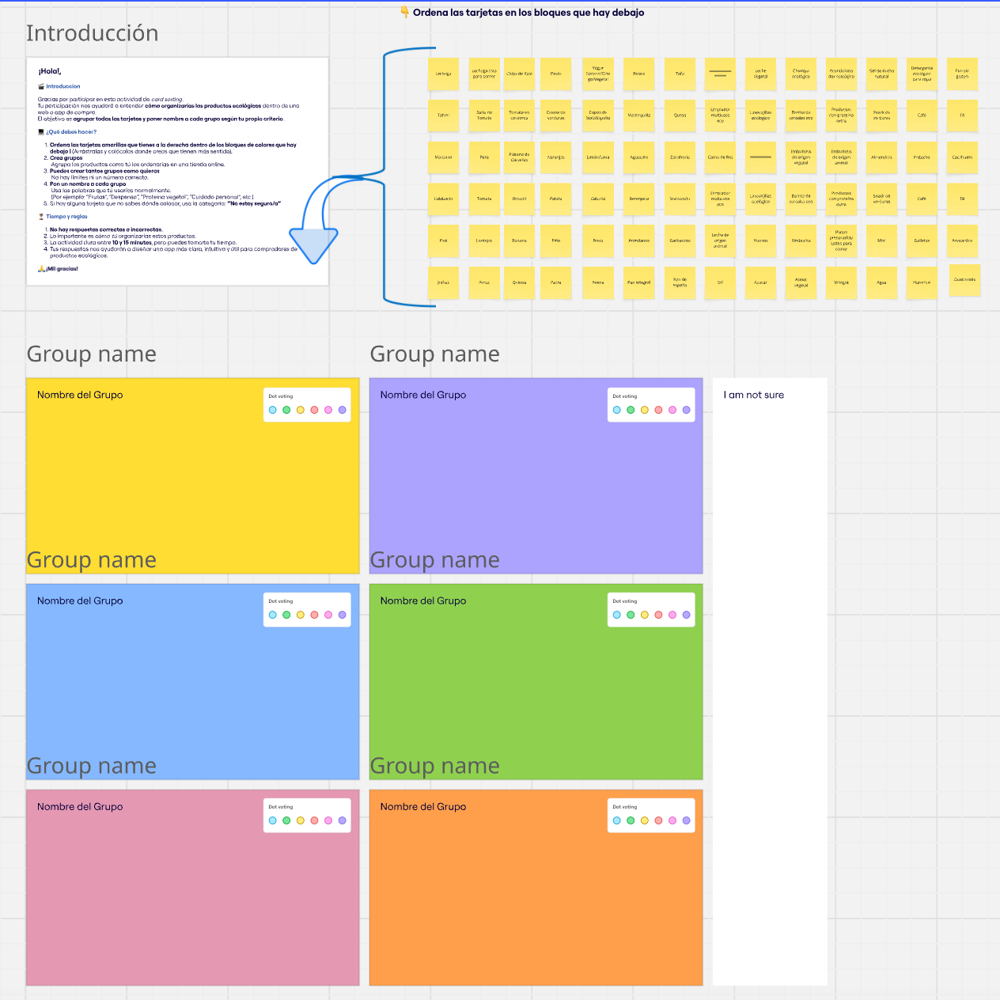 👇 Ordena las tarjetas en los bloques que hay debajo
Introducción
¡Hola!,
🎬 Introduccion
Gracias por participar en esta actividad de card sorting.
Tu participación nos ayudará a entender cómo organizarías los productos ecológicos dentro de una
web o app de compra.
El objetivo es agrupar todas las tarjetas y poner nombre a cada grupo según tu propio criterio.
💻 ¿Qué debes hacer?
1. Ordena las tarjetas amarillas que tienes a la derecha dentro de los bloques de colores que hay
debajo ⬇(Arrástralas y colócalas donde creas que tienen más sentido).
2. Crea grupos
Agrupa los productos como tú los ordenarías en una tienda online.
3. Puedes crear tantos grupos como quieras
No hay límites ni un número correcto.
4. Pon un nombre a cada grupo
Usa las palabras que tú usarías normalmente.
(Por ejemplo: "Frutas", "Despensa", "Proteína vegetal", "Cuidado personal", etc.)
5. Si hay alguna tarjeta que no sabes dónde colocar, usa la categoría: "No estoy seguro/a"
⏳ Tiempo y reglas
1. No hay respuestas correctas o incorrectas.
2. Lo importante es cómo tú organizarías estos productos.
3. La actividad dura entre 10 y 15 minutos, pero puedes tomarte tu tiempo.
4. Tus respuestas nos ayudarán a diseñar una app más clara, intuitiva y útil para compradores de
productos ecológicos.
🙏 ¡Mil gracias!
Lechuga
Lechuga lista
para comer
Chips de Kale
Pesto
Yogur
Tofu
Leche
Vegetal
Champú
ecológico
Gel de ducha
natural
Detergente
ecológico
para ropa
Pan sin
gluten
Tahini
Salsa de
Tomate
Tomate en
conserva
Crema de
verduras
Mantequilla
Queso
Limpiador
multiusos
eco
Lavavajillas
ecológico
Barrita de
cereales eco
Productos
con proteína
extra
Snack de
verduras
Café
Té
Manzana
Pera
Plátano de
Canarias
Naranjas
Limón/Lima
Aguacate
Zanahoria
Carne de Res
Embutidos
de origen
vegetal
Embutidos
de origen
animal
Almendras
Pistacho
Cacahuete
Calabacín
Tomate
Brocoli
Patata
Cebolla
Berenjena
Limpiador
multiusos
eco
Lavavajillas
ecológico
Barrita de
cereales eco
Productos
con proteína
extra
Snack de
verduras
Café
Té
Kiwi
Lentejas
Banana
Piña
Fresa
Arándanos
Garbanzos
Leche de
origen
animal
Huevos
Kombucha
Platos
preparados
Listos para
comer
Miel
Galletas
Anacardos
Judías
Arroz
Quinoa
Pasta
Avena
Pan integral
Pan de
espelta
Sal
Azucar
Aceite
vegetal
Vinagre
Agua
Hummus
Group name
Group name
Nombre del Grupo
Dot voting
Nombre del Grupo
Dot voting
I am not sure
Group name
Group name
Nombre del Grupo
Dot voting
Nombre del Grupo
Dot voting
Group name
Group name
Nombre del Grupo
Dot voting
Nombre del Grupo
Dot voting